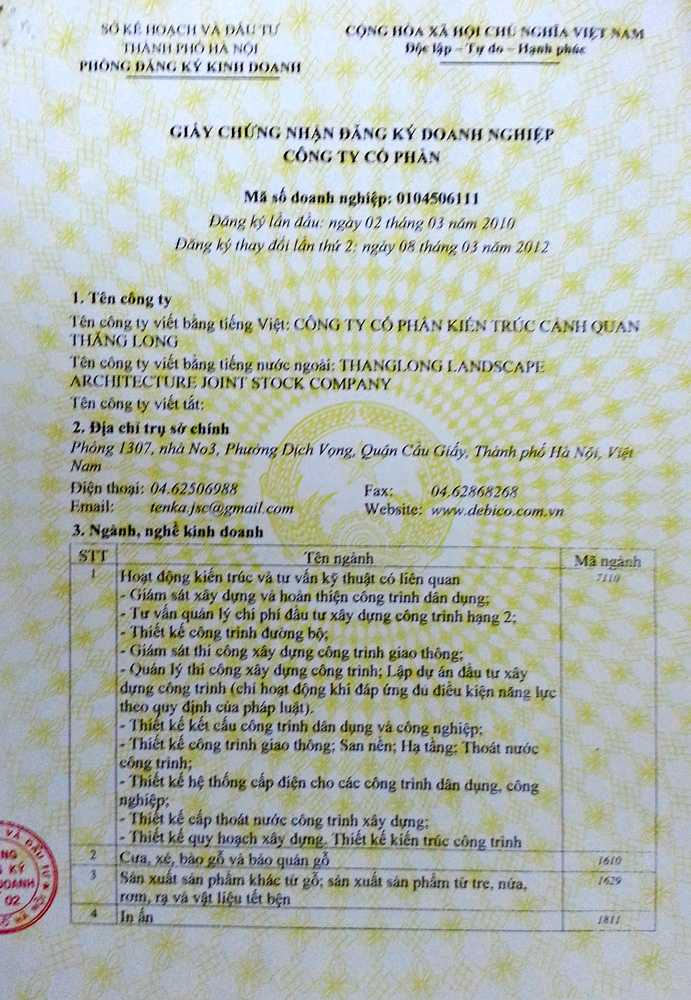 SỞ KẾ HOẠCH VÀ ĐẦU TƯ
THÀNH PHỐ HÀ NỘI
PHÒNG ĐĂNG KÝ KINH DOANH
CỘNG HÒA XÃ HỘI CHỦ NGHĨA VIỆT NAM
Độc lập – Tự do – Hạnh phúc
GIẤY CHỨNG NHẬN ĐĂNG KÝ DOANH NGHIỆP
CÔNG TY CỔ PHẦN
Mã số doanh nghiệp: 0104506111
Đăng ký lần đầu: ngày 02 tháng 03 năm 2010
Đăng ký thay đổi lần thứ 2: ngày 08 tháng 03 năm 2012
1. Tên công ty
Tên công ty viết bằng tiếng Việt: CÔNG TY CỔ PHẦN KIẾN TRÚC CẢNH QUAN
THĂNG LONG
Tên công ty viết bằng tiếng nước ngoài: THANGLONG LANDSCAPE
ARCHITECTURE JOINT STOCK COMPANY
Tên công ty viết tắt:
2. Địa chỉ trụ sở chính
Phòng 1307, nhà No3, Phường Dịch Vọng, Quận Cầu Giấy, Thành phố Hà Nội, Việt
Nam
Điện thoại: 04.62506988 Fax: 04.62868268
Email: tenka.jsc@gmail.com Website: www.debico.com.vn
3. Ngành, nghề kinh doanh
STT Tên ngành Mã ngành
1 Hoạt động kiến trúc và tư vấn kỹ thuật có liên quan 7110
- Giám sát xây dựng và hoàn thiện công trình dân dụng;
- Tư vấn quản lý chi phí đầu tư xây dựng công trình hạng 2;
- Thiết kế công trình đường bộ;
- Giám sát thi công xây dựng công trình giao thông;
- Quản lý thi công xây dựng công trình; Lập dự án đầu tư xây
dựng công trình (chỉ hoạt động khi đáp ứng đủ điều kiện năng lực
theo quy định của pháp luật).
- Thiết kế kết cấu công trình dân dụng và công nghiệp;
- Thiết kế công trình giao thông; San nền; Hạ tầng; Thoát nước
công trình;
- Thiết kế hệ thống cấp điện cho các công trình dân dụng, công
nghiệp;
- Thiết kế cấp thoát nước công trình xây dựng;
- Thiết kế quy hoạch xây dựng. Thiết kế kiến trúc công trình
2 Cưa, xẻ, bào gỗ và bảo quản gỗ 1610
3 Sản xuất sản phẩm khác từ gỗ; sản xuất sản phẩm từ tre, nứa, 1629
rơm, rạ và vật liệu tết bện
4 In ấn 1811
VÀ ĐẦU TƯ
KÝ
DOANH
02